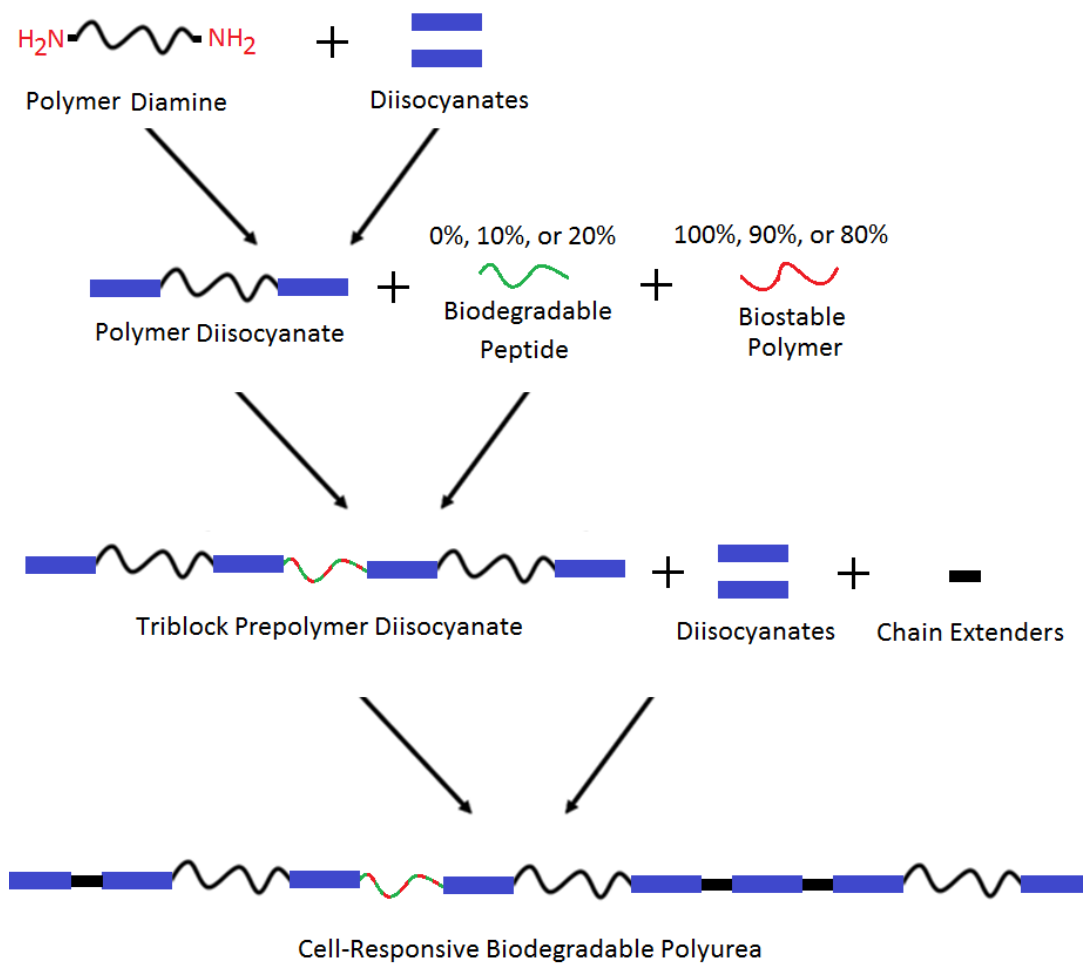 H2N NH2 + 
Polymer Diamine Diisocyanates
0%, 10%, or 20% 100%, 90%, or 80%
+ +
Biodegradable Biostable
Polymer Diisocyanate Peptide Polymer
+ +
Triblock Prepolymer Diisocyanate Diisocyanates Chain Extenders
Cell-Responsive Biodegradable Polyurea